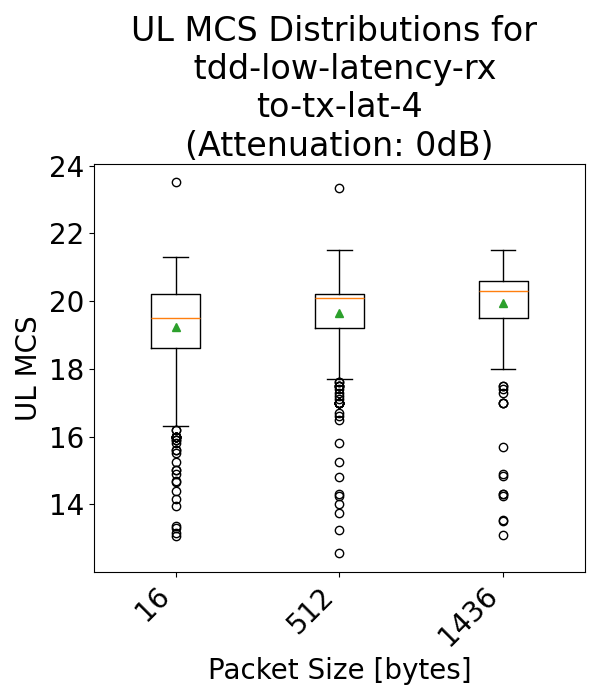 UL MCS Distributions for
tdd-low-latency-rx
to-tx-lat-4
(Attenuation: 0dB)
24
22
20
18
16
14
UL MCS
16
512
1436
Packet Size [bytes]